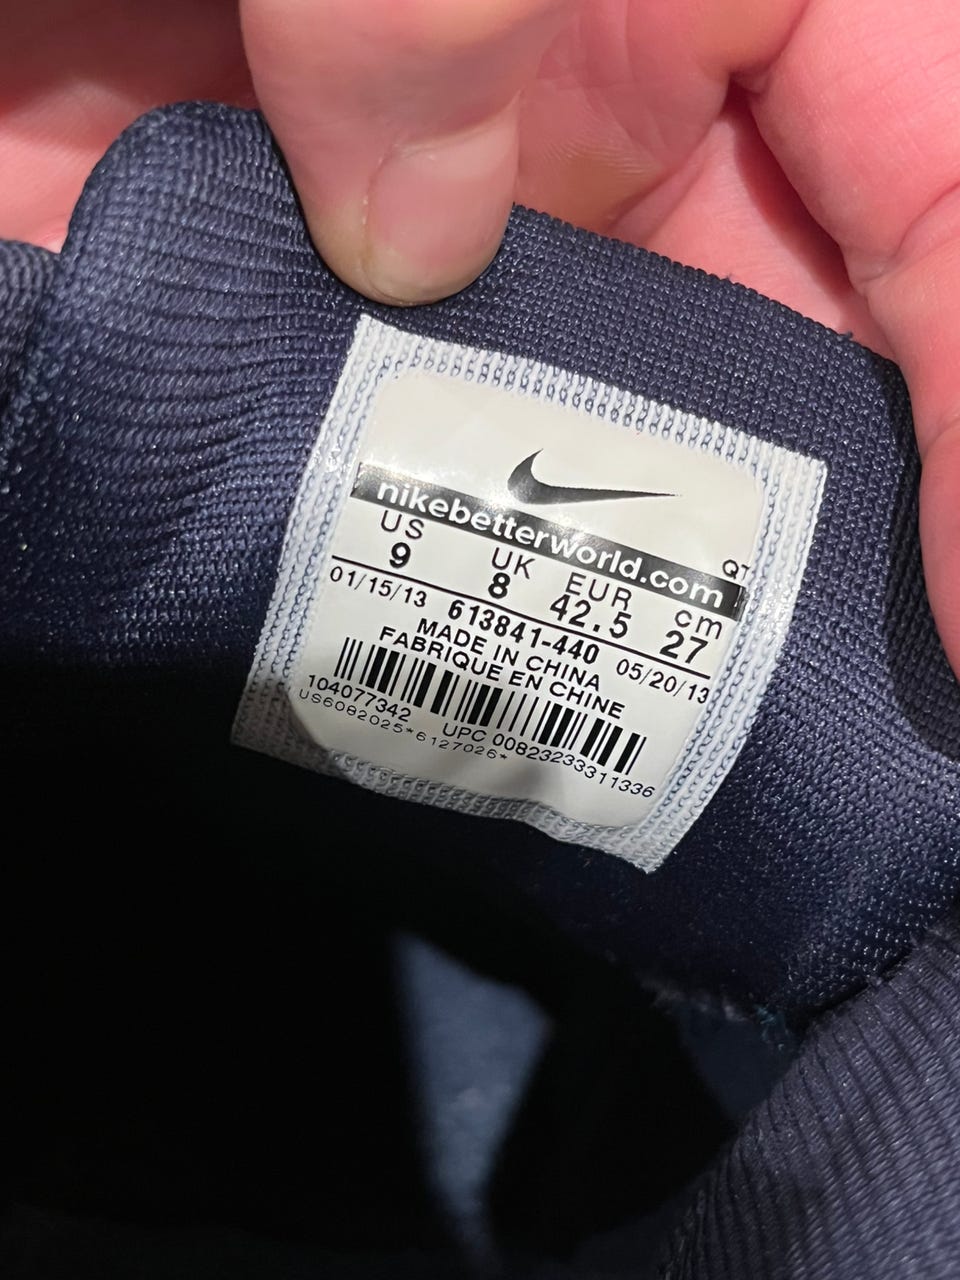 nikebetterworld.com
QT
US UK EUR cm
9 8 42.5 27
01/15/13 613841-440 05/20/13
MADE IN CHINA
FABRIQUE EN CHINE
104077342 UPC 00823233311336
US6082025*6127026*